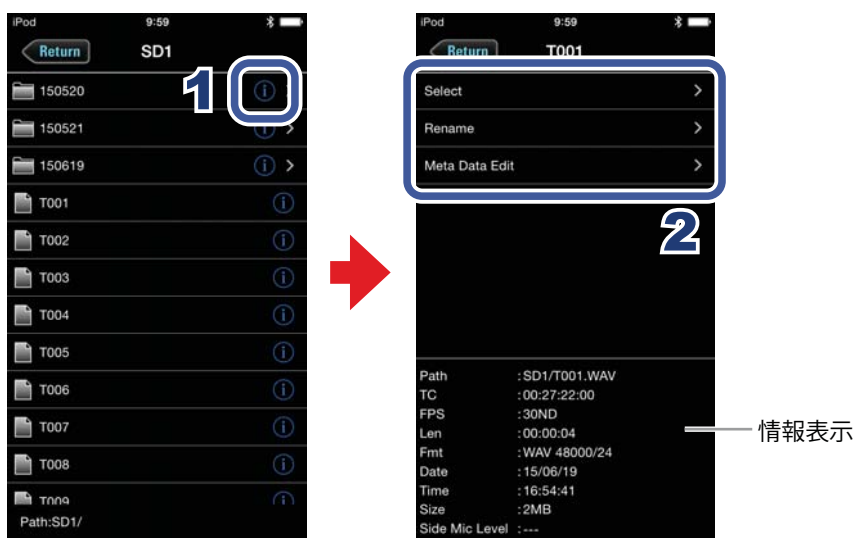 iPod 9:59
Return SD1
150520
1
150521
150619
T001
T002
T003
T004
T005
T006
T007
T008
T009
Path:SD1/
iPod 9:59
Return T001
Select
Rename
Meta Data Edit
2
Path :SD1/T001.WAV
TC :00:27:22:00
FPS :30ND
Len :00:00:04
Fmt :WAV 48000/24
Date :15/06/19
Time :16:54:41
Size :2MB
Side Mic Level :---
情報表示